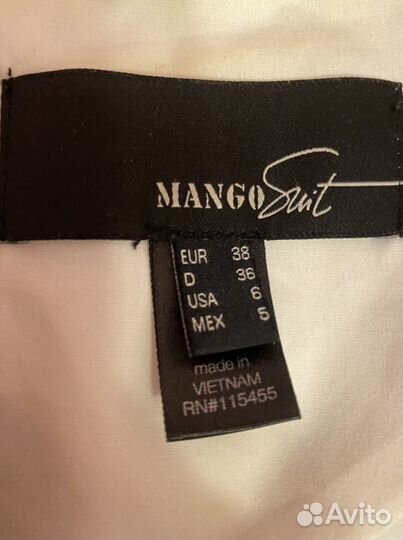 MANGO Suit
EUR 38
D 36
USA 6
MEX 5
made in
VIETNAM
RN#115455
Avito